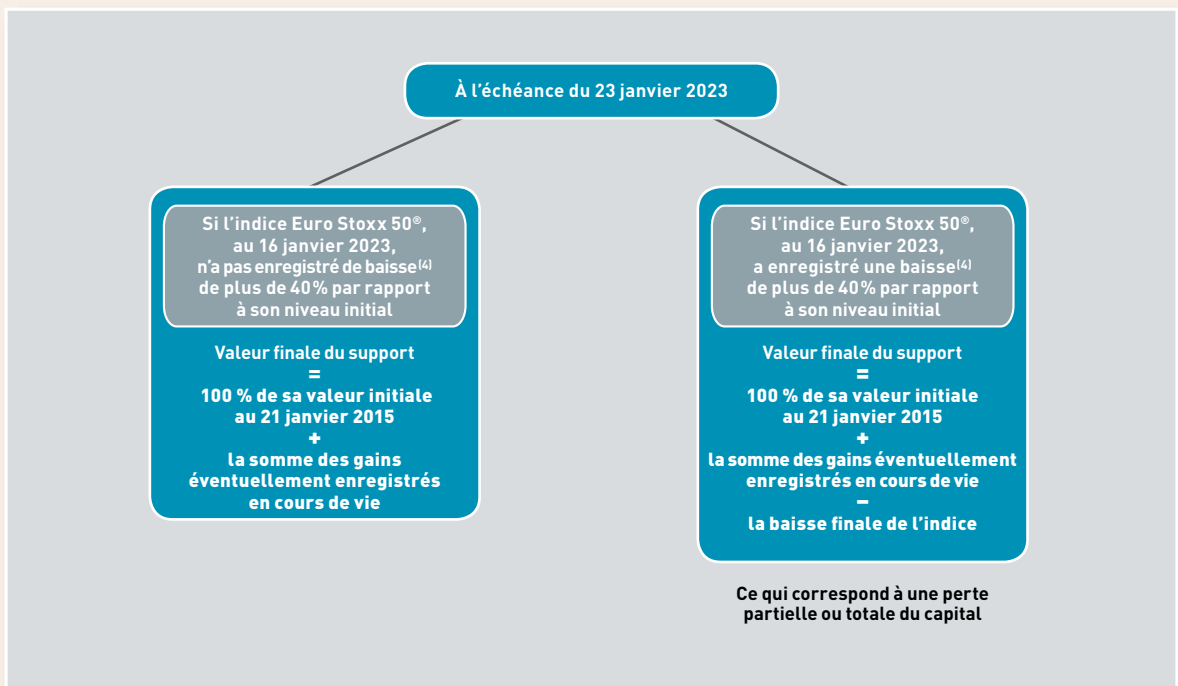 À l'échéance du 23 janvier 2023
Si l'indice Euro Stoxx 50®,
au 16 janvier 2023,
n'a pas enregistré de baisse(4)
de plus de 40% par rapport
à son niveau initial
Valeur finale du support
=
100 % de sa valeur initiale
au 21 janvier 2015
+
la somme des gains
éventuellement enregistrés
en cours de vie
Si l'indice Euro Stoxx 50®,
au 16 janvier 2023,
a enregistré une baisse(4)
de plus de 40% par rapport
à son niveau initial
Valeur finale du support
=
100 % de sa valeur initiale
au 21 janvier 2015
+
la somme des gains éventuellement
enregistrés en cours de vie
–
la baisse finale de l'indice
Ce qui correspond à une perte
partielle ou totale du capital